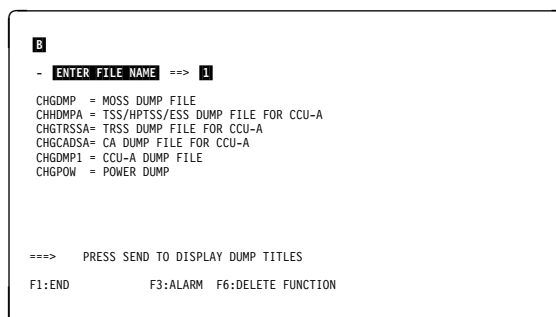 B
- ENTER FILE NAME ==> 1
CHGDMP = MOSS DUMP FILE
CHHDMPA = TSS/HPTSS/ESS DUMP FILE FOR CCU-A
CHGTRSSA= TRSS DUMP FILE FOR CCU-A
CHGCADSA= CA DUMP FILE FOR CCU-A
CHGDMP1 = CCU-A DUMP FILE
CHGPOW = POWER DUMP
===> PRESS SEND TO DISPLAY DUMP TITLES
F1:END F3:ALARM F6:DELETE FUNCTION